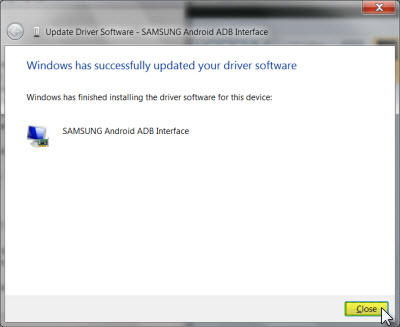 Update Driver Software - SAMSUNG Android ADB Interface
Windows has successfully updated your driver software
Windows has finished installing the driver software for this device:
SAMSUNG Android ADB Interface
Close